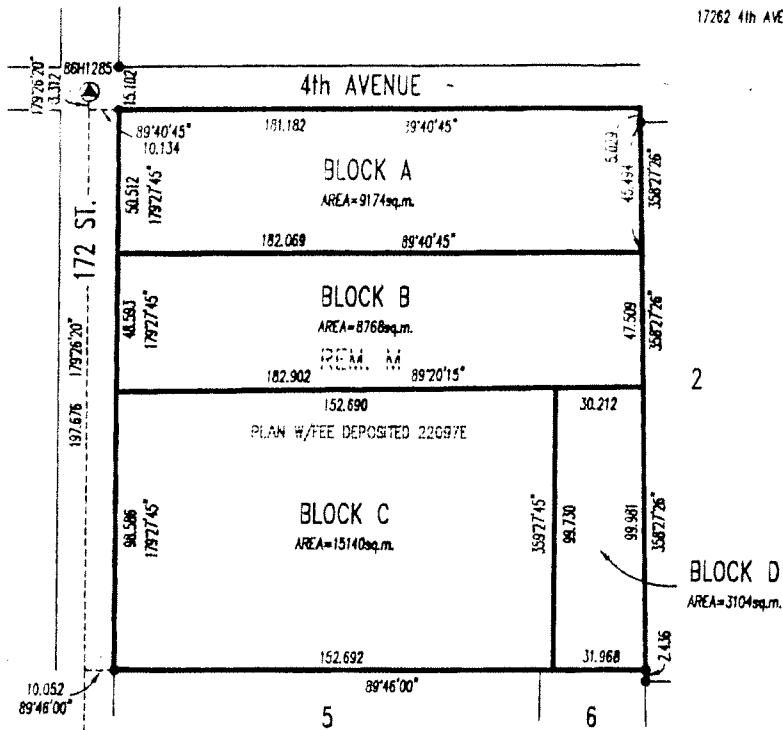 17262 4th AVE
86H1285
179°26'20"
15.102
4th AVENUE -
89°40'45"
10.134
181.182
39°40'45"
5.029
45.494
358°27'26"
BLOCK A
AREA=9174sq.m.
50.512
179°27'45"
172 ST.
182.069
89°40'45"
BLOCK B
AREA=8768sq.m.
48.593
179°27'45"
47.509
358°27'26"
REM. M
182.902
89°20'15"
2
179°26'20"
197.676
152.690
30.212
PLAN W/FEE DEPOSITED 22097E
BLOCK C
AREA=15140sq.m.
98.586
179°27'45"
359°27'45"
99.730
99.981
358°27'26"
BLOCK D
AREA=3104sq.m.
152.692
31.968
2.436
10.052
89°46'00"
89°46'00"
5
6